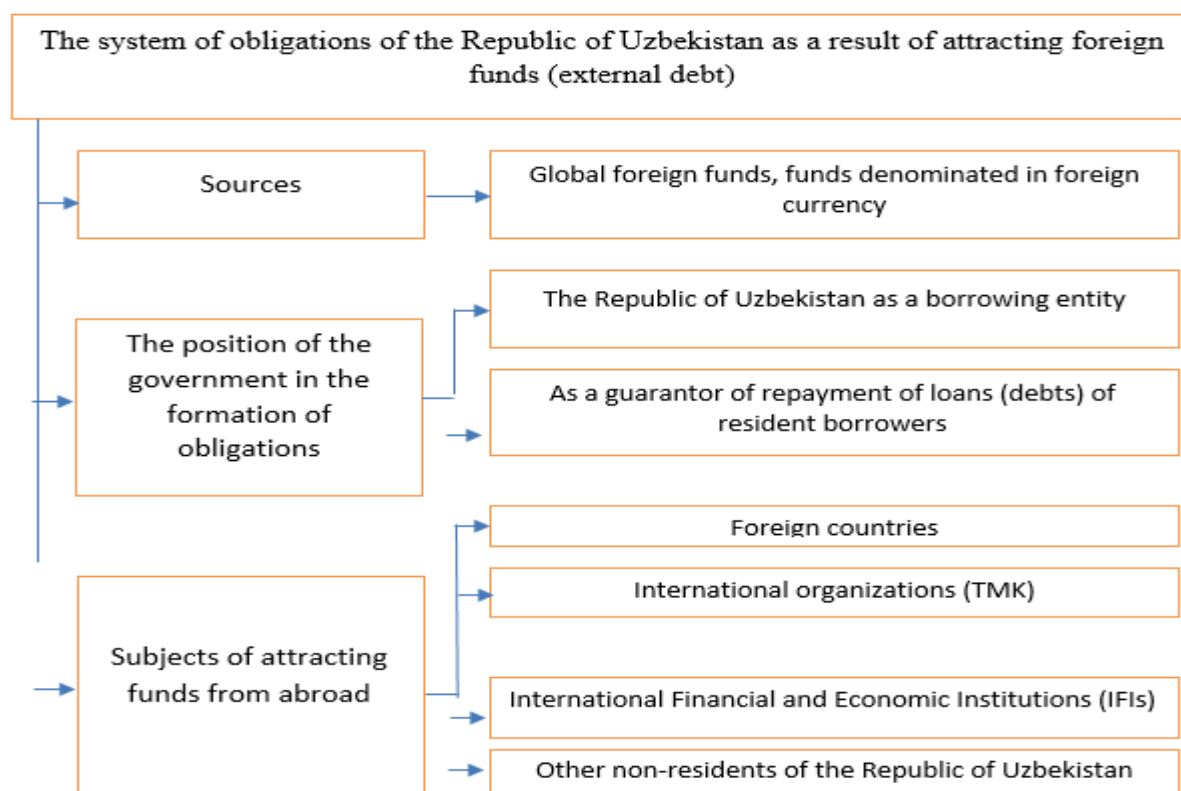 The system of obligations of the Republic of Uzbekistan as a result of attracting foreign
funds (external debt)
Sources
Global foreign funds, funds denominated in foreign
currency
The position of the
government in the
formation of
obligations
The Republic of Uzbekistan as a borrowing entity
As a guarantor of repayment of loans (debts) of
resident borrowers
Subjects of attracting
funds from abroad
Foreign countries
International organizations (TMK)
International Financial and Economic Institutions (IFIs)
Other non-residents of the Republic of Uzbekistan